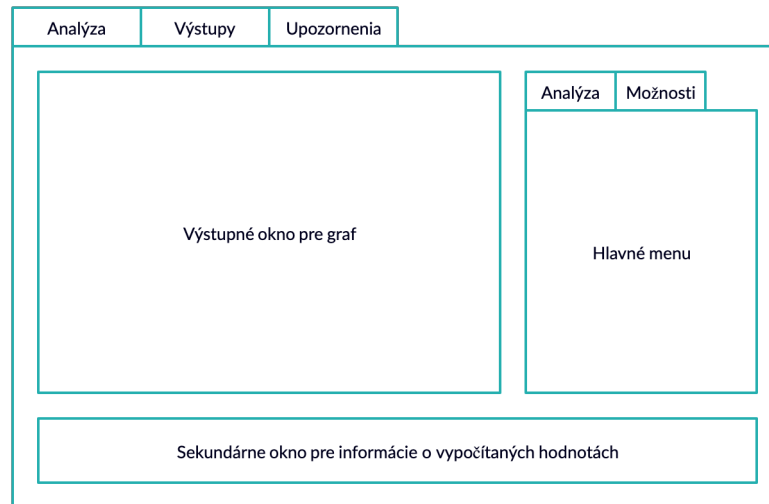 Analýza
Výstupy
Upozornenia
Analýza
Možnosti
Výstupné okno pre graf
Hlavné menu
Sekundárne okno pre informácie o vypočítaných hodnotách